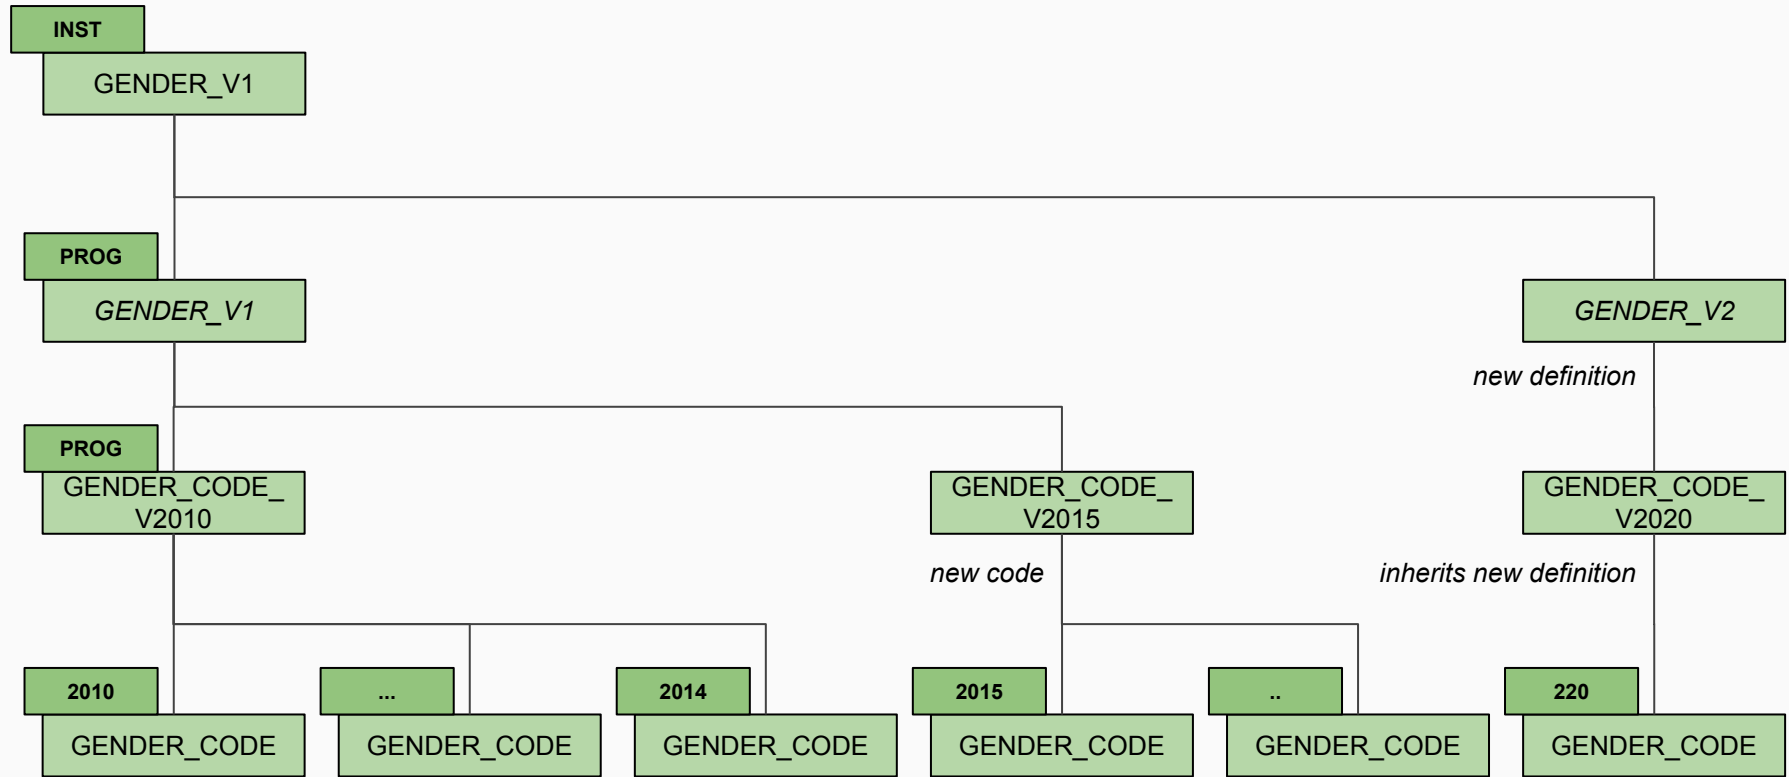 INST
GENDER_V1
PROG
GENDER_V1
GENDER_V2
new definition
PROG
GENDER_CODE_
V2010
GENDER_CODE_
V2015
GENDER_CODE_
V2020
new code
inherits new definition
2010
...
2014
2015
..
220
GENDER_CODE
GENDER_CODE
GENDER_CODE
GENDER_CODE
GENDER_CODE
GENDER_CODE